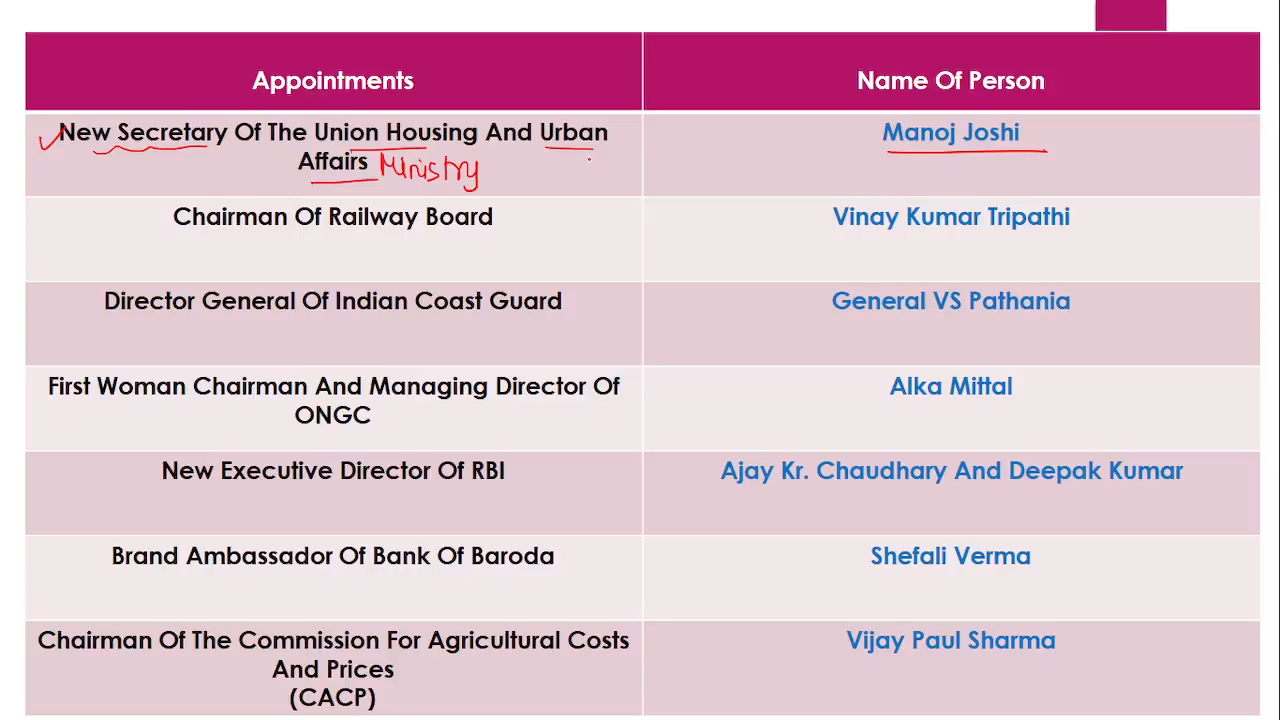 Appointments
Name Of Person
New Secretary Of The Union Housing And Urban
Affairs Ministry
Manoj Joshi
Chairman Of Railway Board
Vinay Kumar Tripathi
Director General Of Indian Coast Guard
General VS Pathania
First Woman Chairman And Managing Director Of
ONGC
Alka Mittal
New Executive Director Of RBI
Ajay Kr. Chaudhary And Deepak Kumar
Brand Ambassador Of Bank Of Baroda
Shefali Verma
Chairman Of The Commission For Agricultural Costs
And Prices
(CACP)
Vijay Paul Sharma